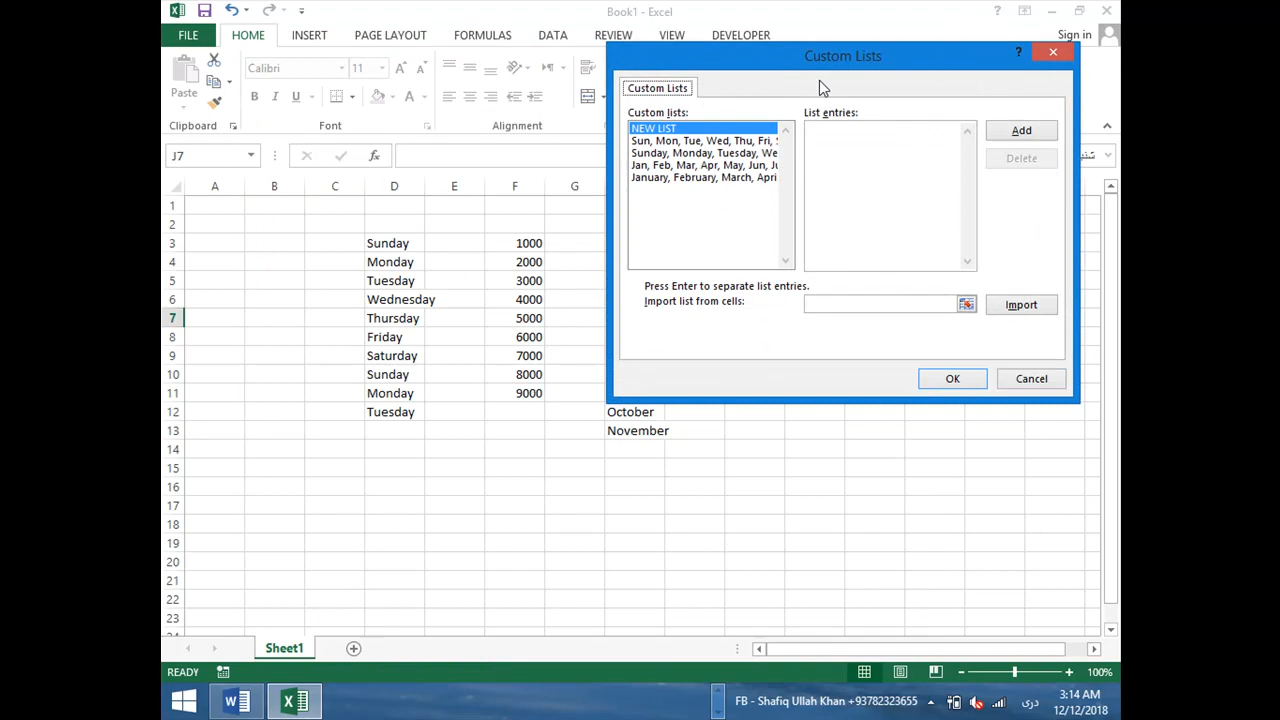 Book1 - Excel
FILE HOME INSERT PAGE LAYOUT FORMULAS DATA REVIEW VIEW DEVELOPER Sign in
Custom Lists
Calibri 11
Paste
Clipboard Font Alignment
J7
Custom Lists
Custom lists: List entries:
NEW LIST
Sun, Mon, Tue, Wed, Thu, Fri,
Sunday, Monday, Tuesday, We
Jan, Feb, Mar, Apr, May, Jun, Ju
January, February, March, Apri
Add
Delete
Press Enter to separate list entries.
Import list from cells: Import
OK Cancel
A B C D E F G
1
2
3 Sunday 1000
4 Monday 2000
5 Tuesday 3000
6 Wednesday 4000
7 Thursday 5000
8 Friday 6000
9 Saturday 7000
10 Sunday 8000
11 Monday 9000
12 Tuesday October
13 November
14
15
16
17
18
19
20
21
22
23
Sheet1
READY 100%
FB - Shafiq Ullah Khan +93782323655 دری 3:14 AM
12/12/2018